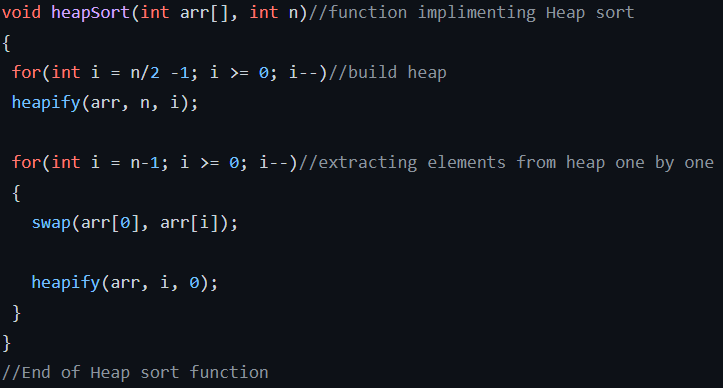 void heapSort(int arr[], int n)//function implimenting Heap sort
{
for(int i = n/2 -1; i >= 0; i--)//build heap
heapify(arr, n, i);
for(int i = n-1; i >= 0; i--)//extracting elements from heap one by one
{
swap(arr[0], arr[i]);
heapify(arr, i, 0);
}
}
//End of Heap sort function